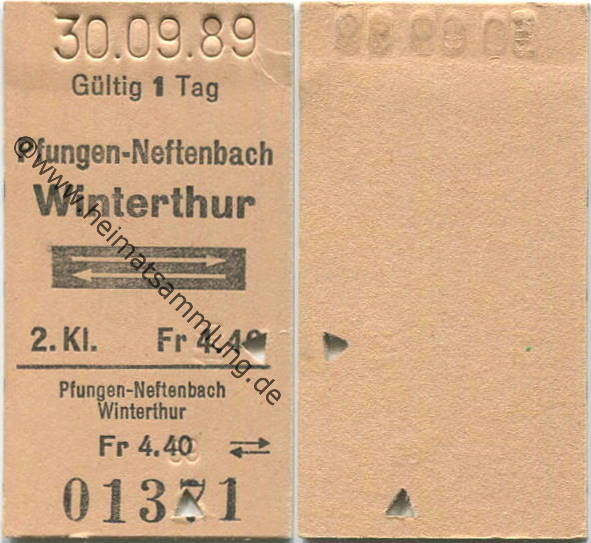 30.09.89
Gültig 1 Tag
Pfungen-Neftenbach
Winterthur
2. Kl. Fr 4.40
Pfungen-Neftenbach
Winterthur
Fr 4.40
01371
©www.heimatsammlung.de